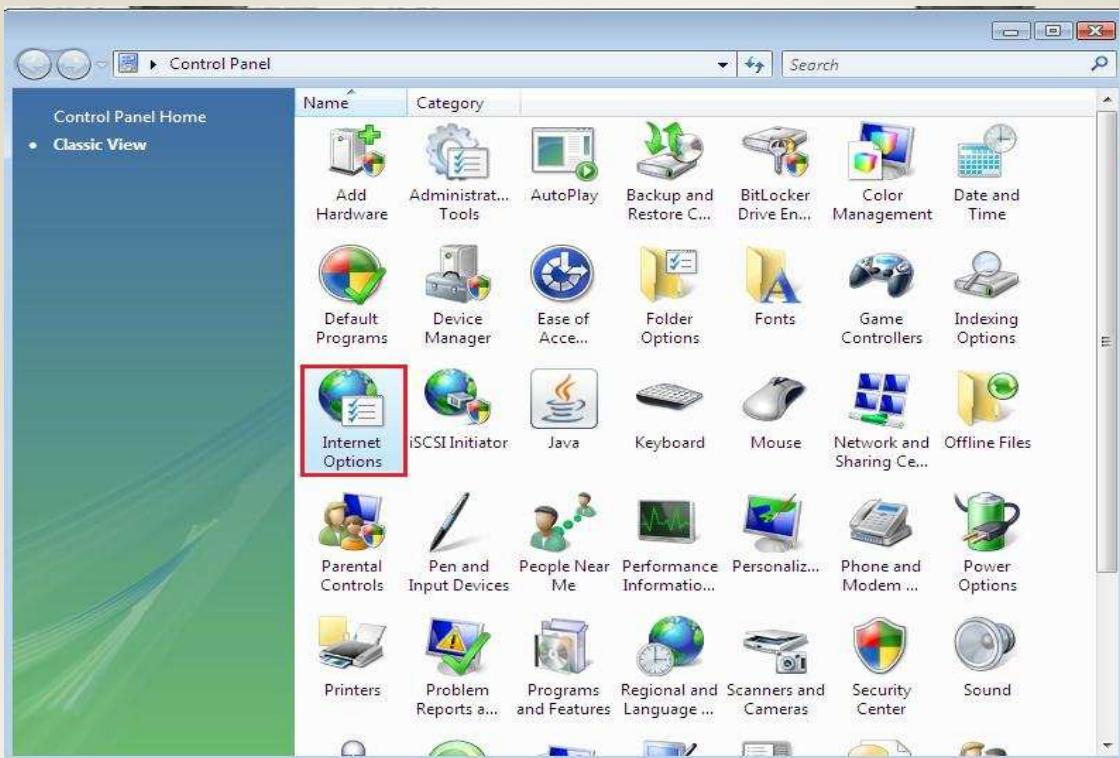 Control Panel
Search
Control Panel Home
Classic View
Name Category
Add Hardware
Administrat... Tools
AutoPlay
Backup and Restore C...
BitLocker Drive En...
Color Management
Date and Time
Default Programs
Device Manager
Ease of Acce...
Folder Options
Fonts
Game Controllers
Indexing Options
Internet Options
iSCSI Initiator
Java
Keyboard
Mouse
Network and Sharing Ce...
Offline Files
Parental Controls
Pen and Input Devices
People Near Me
Performance Informatio...
Personaliz...
Phone and Modem ...
Power Options
Printers
Problem Reports a...
Programs and Features
Regional and Language ...
Scanners and Cameras
Security Center
Sound